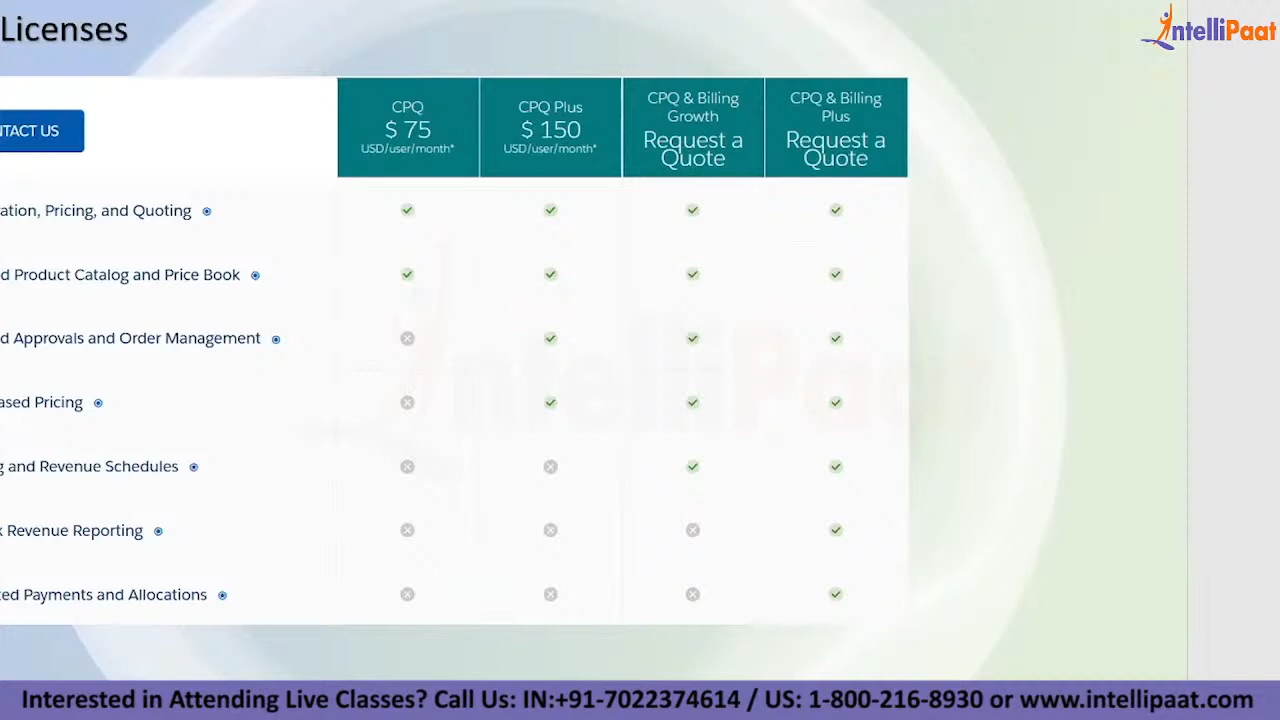 Licenses
IntelliPaat
NTACT US
CPQ
$ 75
USD/user/month*
CPQ Plus
$ 150
USD/user/month*
CPQ & Billing
Growth
Request a
Quote
CPQ & Billing
Plus
Request a
Quote
ation, Pricing, and Quoting
d Product Catalog and Price Book
d Approvals and Order Management
ased Pricing
g and Revenue Schedules
x Revenue Reporting
ted Payments and Allocations
IntelliPaat
Interested in Attending Live Classes? Call Us: IN:+91-7022374614 / US: 1-800-216-8930 or www.intellipaat.com